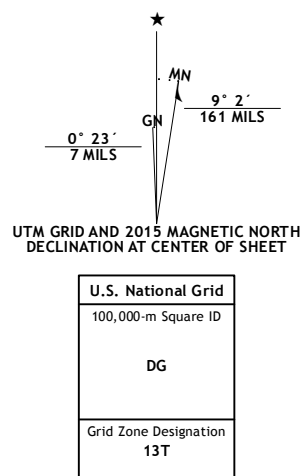 MN
GN
9° 2´
161 MILS
0° 23´
7 MILS
UTM GRID AND 2015 MAGNETIC NORTH
DECLINATION AT CENTER OF SHEET
U.S. National Grid
100,000-m Square ID
DG
Grid Zone Designation
13T